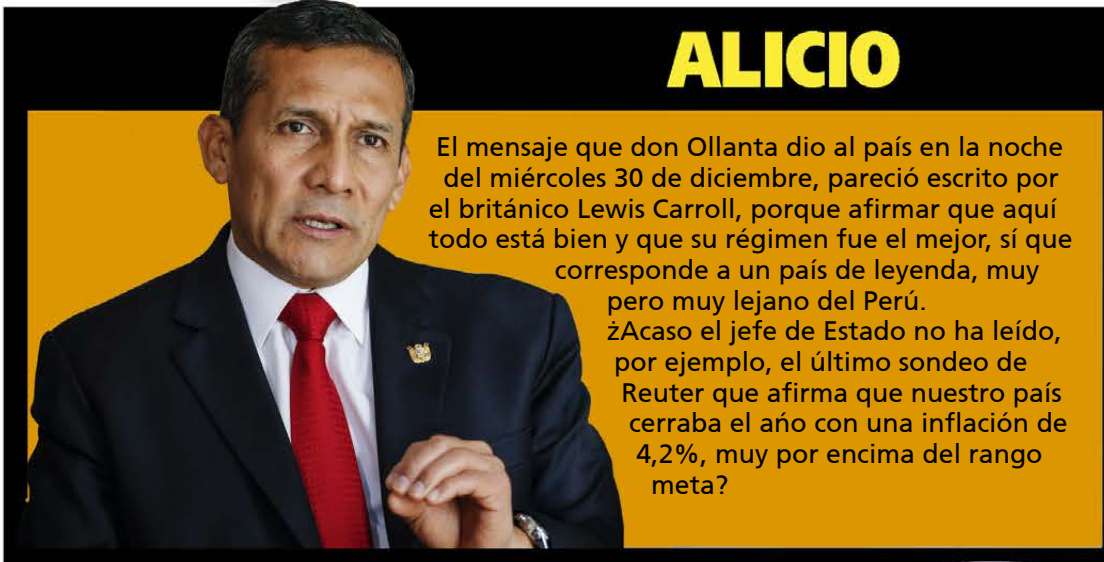 ALICIO
El mensaje que don Ollanta dio al país en la noche
del miércoles 30 de diciembre, pareció escrito por
el británico Lewis Carroll, porque afirmar que aquí
todo está bien y que su régimen fue el mejor, sí que
corresponde a un país de leyenda, muy
pero muy lejano del Perú.
żAcaso el jefe de Estado no ha leído,
por ejemplo, el último sondeo de
Reuter que afirma que nuestro país
cerraba el ańo con una inflación de
4,2%, muy por encima del rango
meta?